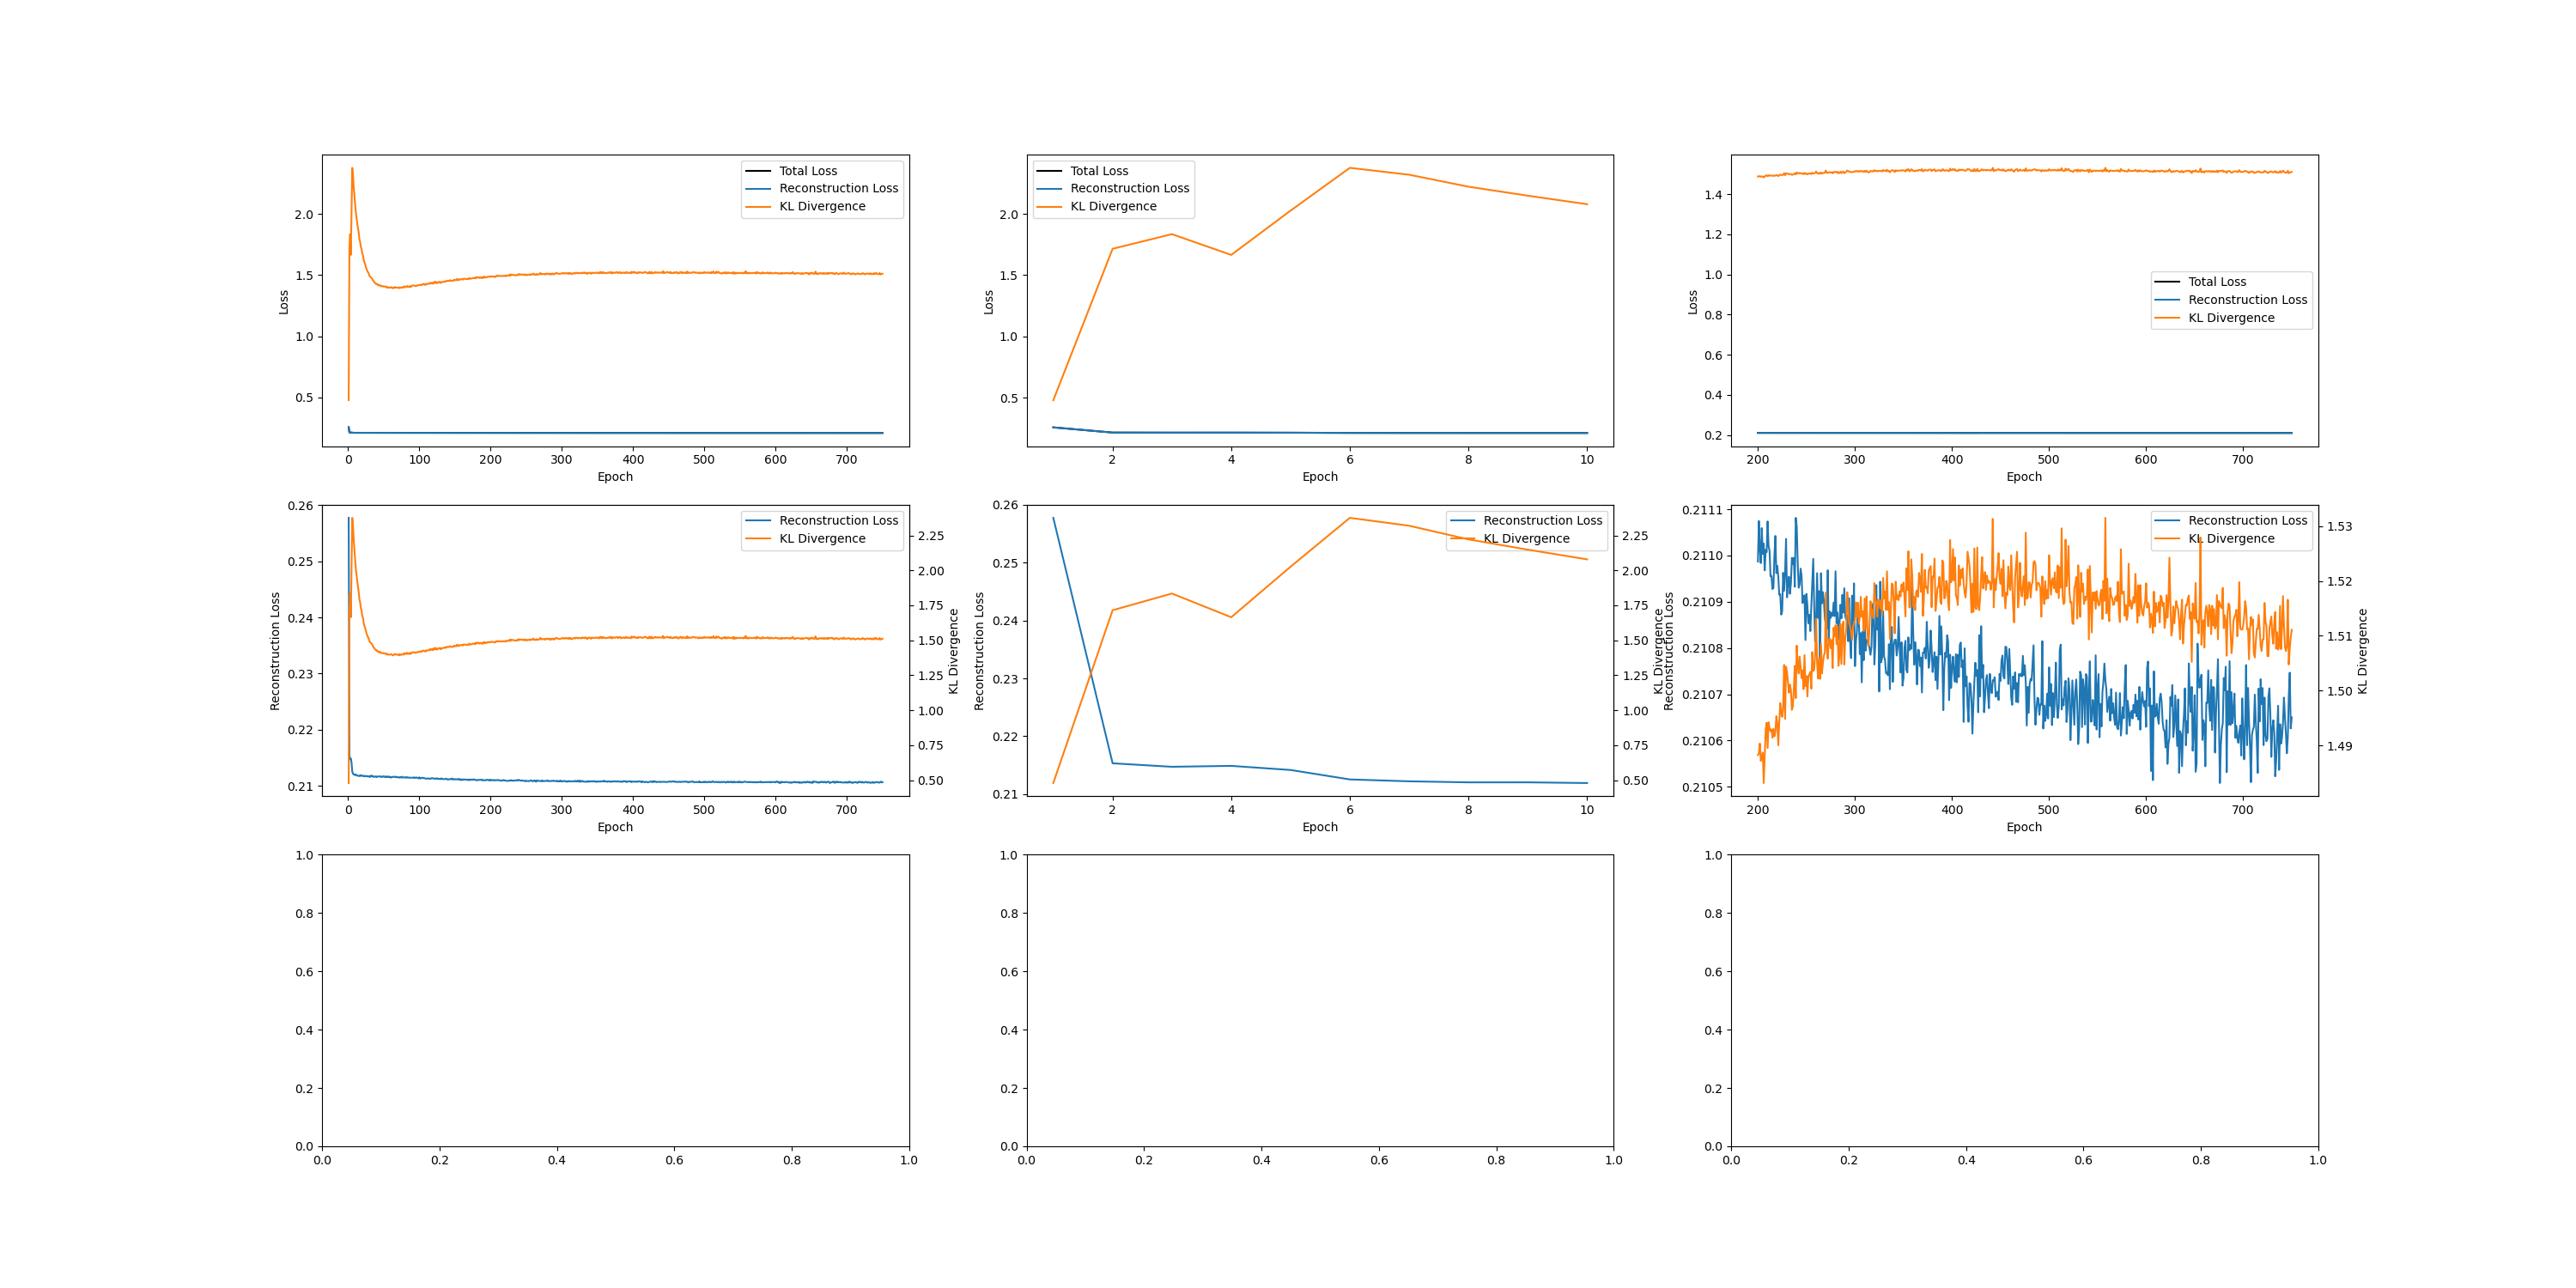 Total Loss
Reconstruction Loss
KL Divergence
2.0
1.5
1.0
0.5
Loss
0 100 200 300 400 500 600 700
Epoch
Total Loss
Reconstruction Loss
KL Divergence
2.0
1.5
1.0
0.5
Loss
2 4 6 8 10
Epoch
Total Loss
Reconstruction Loss
KL Divergence
1.4
1.2
1.0
0.8
0.6
0.4
0.2
Loss
200 300 400 500 600 700
Epoch
Reconstruction Loss
KL Divergence
0.26
0.25
0.24
0.23
0.22
0.21
Reconstruction Loss
2.25
2.00
1.75
1.50
1.25
1.00
0.75
0.50
KL Divergence
0 100 200 300 400 500 600 700
Epoch
Reconstruction Loss
KL Divergence
0.26
0.25
0.24
0.23
0.22
0.21
Reconstruction Loss
2.25
2.00
1.75
1.50
1.25
1.00
0.75
0.50
KL Divergence
2 4 6 8 10
Epoch
Reconstruction Loss
KL Divergence
0.2111
0.2110
0.2109
0.2108
0.2107
0.2106
0.2105
Reconstruction Loss
1.53
1.52
1.51
1.50
1.49
KL Divergence
200 300 400 500 600 700
Epoch
1.0
0.8
0.6
0.4
0.2
0.0
0.0 0.2 0.4 0.6 0.8 1.0
1.0
0.8
0.6
0.4
0.2
0.0
0.0 0.2 0.4 0.6 0.8 1.0
1.0
0.8
0.6
0.4
0.2
0.0
0.0 0.2 0.4 0.6 0.8 1.0